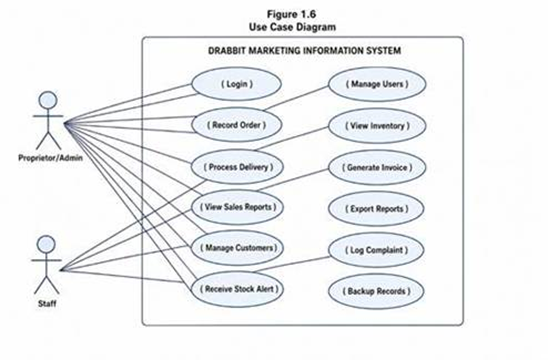 Figure 1.6
Use Case Diagram
DRABBIT MARKETING INFORMATION SYSTEM
( Login )
( Manage Users )
( Record Order )
( View Inventory )
Proprietor/Admin
( Process Delivery )
( Generate Invoice )
( View Sales Reports )
( Export Reports )
( Manage Customers )
( Log Complaint )
( Receive Stock Alert )
( Backup Records )
Staff